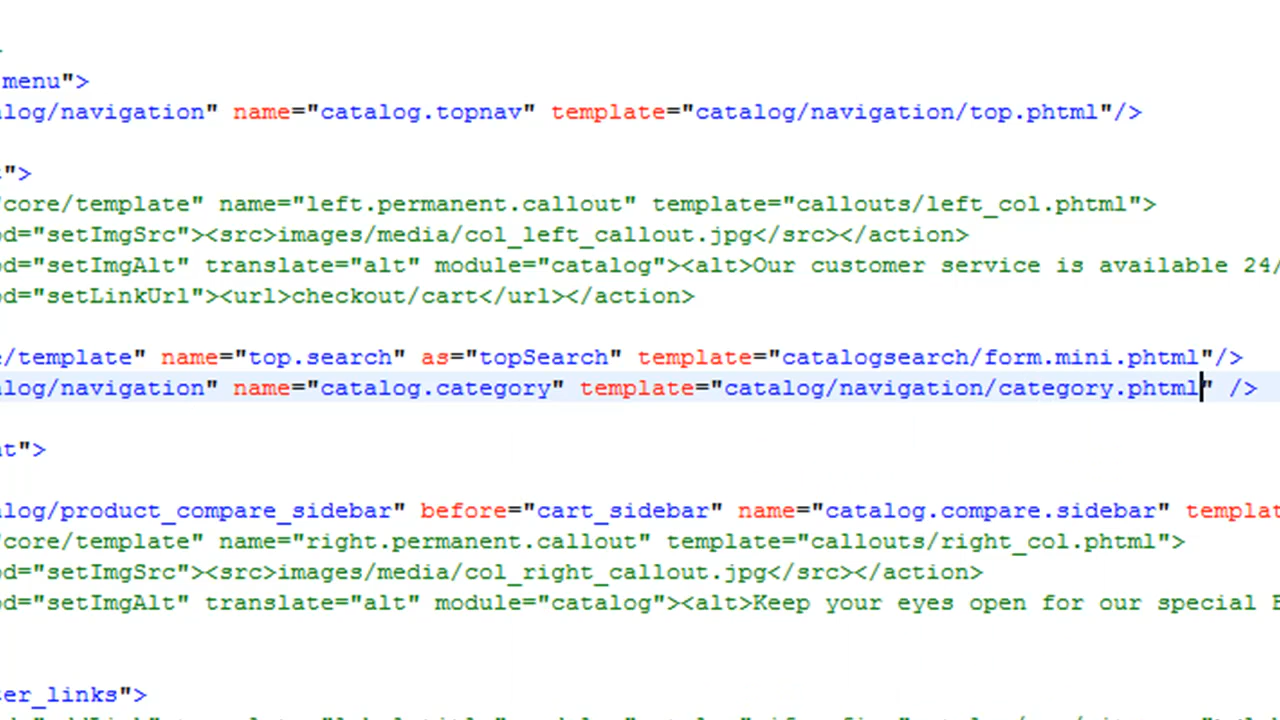 menu">
alog/navigation" name="catalog.topnav" template="catalog/navigation/top.phtml"/>
">
core/template" name="left.permanent.callout" template="callouts/left_col.phtml">
od="setImgSrc"><src>images/media/col_left_callout.jpg</src></action>
od="setImgAlt" translate="alt" module="catalog"><alt>Our customer service is available 24/
od="setLinkUrl"><url>checkout/cart</url></action>
e/template" name="top.search" as="topSearch" template="catalogsearch/form.mini.phtml"/>
alog/navigation" name="catalog.category" template="catalog/navigation/category.phtml" />
nt">
alog/product_compare_sidebar" before="cart_sidebar" name="catalog.compare.sidebar" templat
core/template" name="right.permanent.callout" template="callouts/right_col.phtml">
od="setImgSrc"><src>images/media/col_right_callout.jpg</src></action>
od="setImgAlt" translate="alt" module="catalog"><alt>Keep your eyes open for our special
er_links">